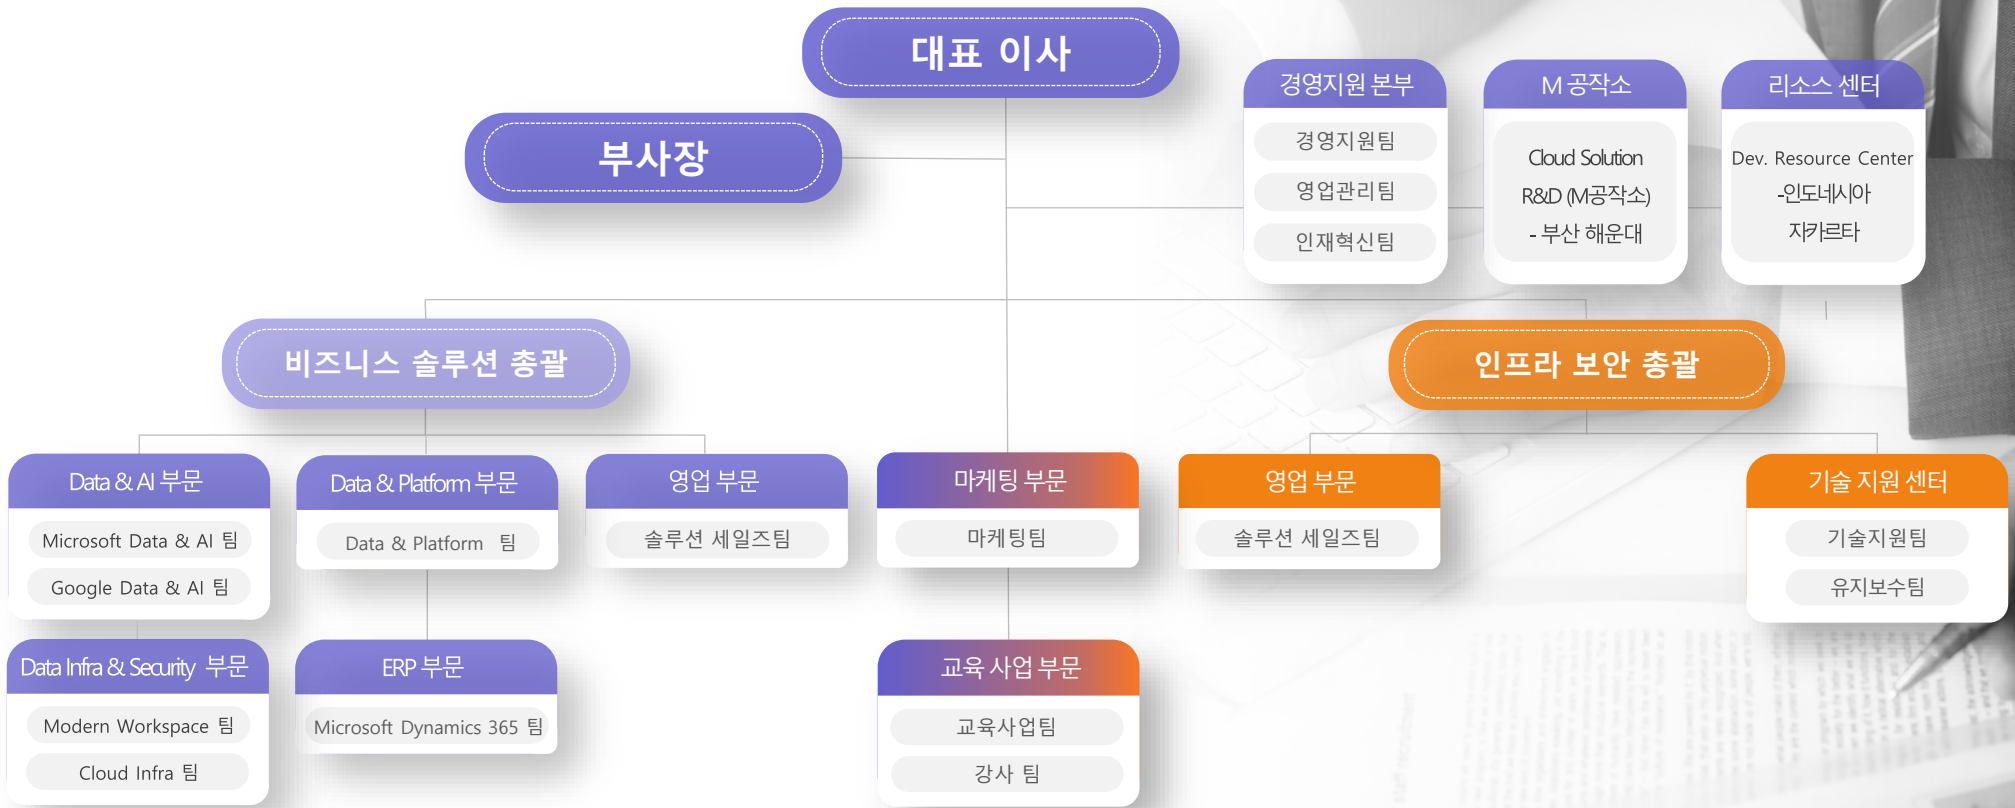 대표 이사
부사장
경영지원 본부
경영지원팀
영업관리팀
인재혁신팀
M 공작소
Cloud Solution
R&D (M공작소)
- 부산 해운대
리소스 센터
Dev. Resource Center
-인도네시아
자카르타
비즈니스 솔루션 총괄
인프라 보안 총괄
Data & AI 부문
Microsoft Data & AI 팀
Google Data & AI 팀
Data & Platform 부문
Data & Platform 팀
영업 부문
솔루션 세일즈팀
마케팅 부문
마케팅팀
영업 부문
솔루션 세일즈팀
기술 지원 센터
기술지원팀
유지보수팀
Data Infra & Security 부문
Modern Workspace 팀
Cloud Infra 팀
ERP 부문
Microsoft Dynamics 365 팀
교육 사업 부문
교육사업팀
강사 팀
staff recruitment